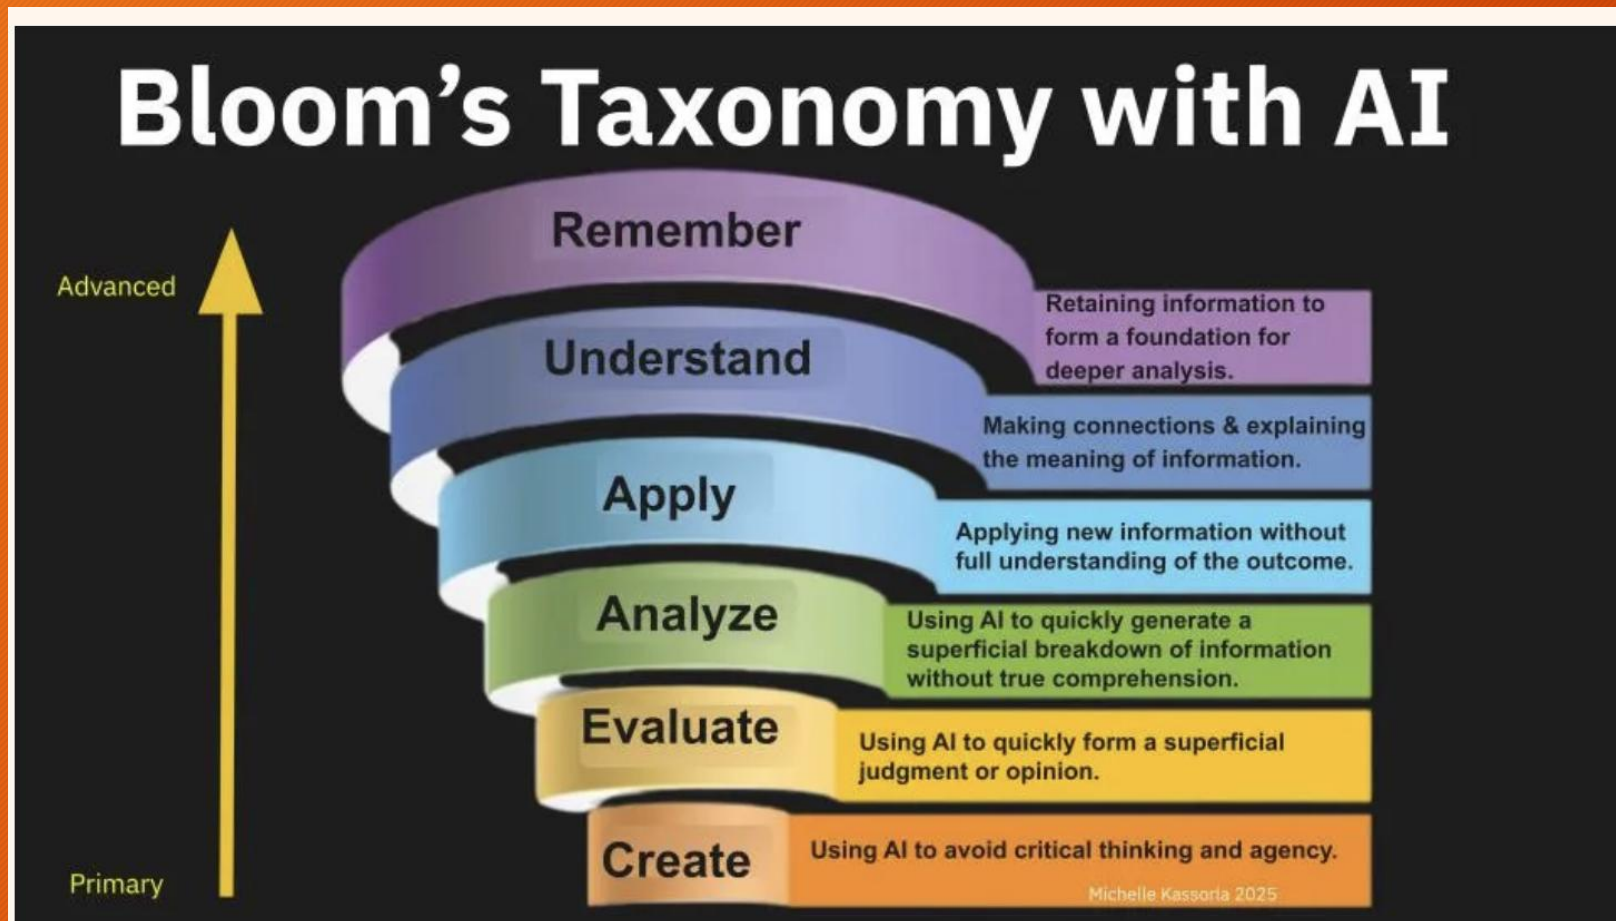 Bloom's Taxonomy with AI
Remember
Advanced
Retaining information to
form a foundation for
deeper analysis.
Understand
Making connections & explaining
the meaning of information.
Apply
Applying new information without
full understanding of the outcome.
Analyze
Using AI to quickly generate a
superficial breakdown of information
without true comprehension.
Evaluate
Using AI to quickly form a superficial
judgment or opinion.
Create
Using AI to avoid critical thinking and agency.
Primary
Michelle Kassorla 2025